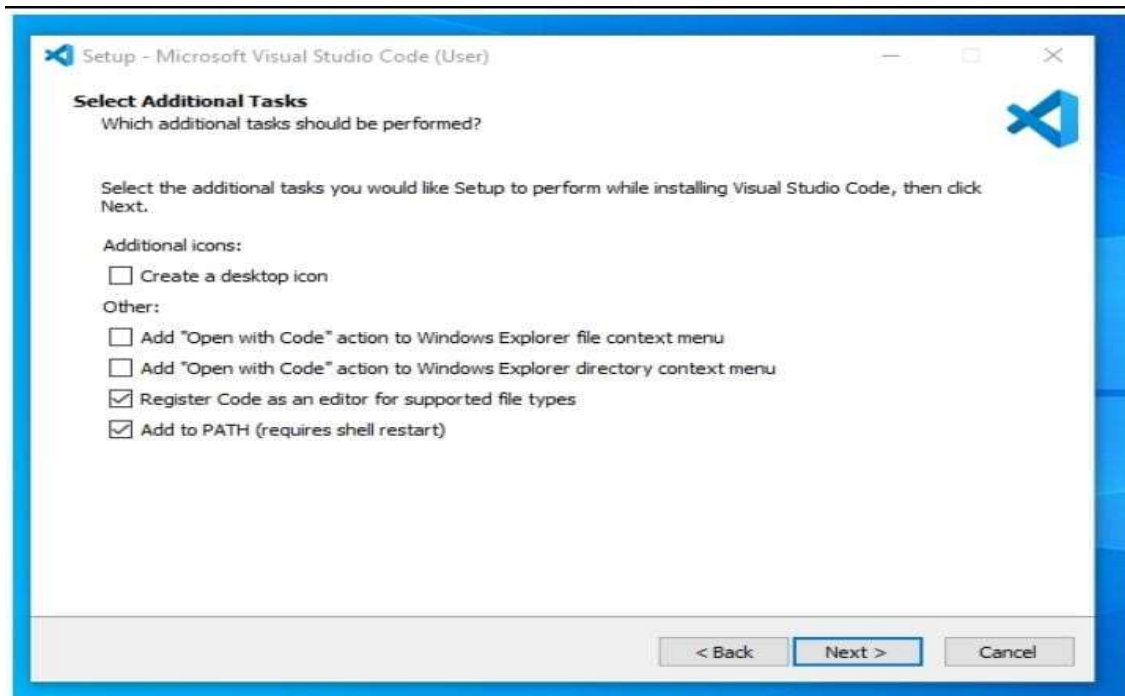 Setup - Microsoft Visual Studio Code (User)
Select Additional Tasks
Which additional tasks should be performed?
Select the additional tasks you would like Setup to perform while installing Visual Studio Code, then click
Next.
Additional icons:
Create a desktop icon
Other:
Add "Open with Code" action to Windows Explorer file context menu
Add "Open with Code" action to Windows Explorer directory context menu
Register Code as an editor for supported file types
Add to PATH (requires shell restart)
< Back Next > Cancel